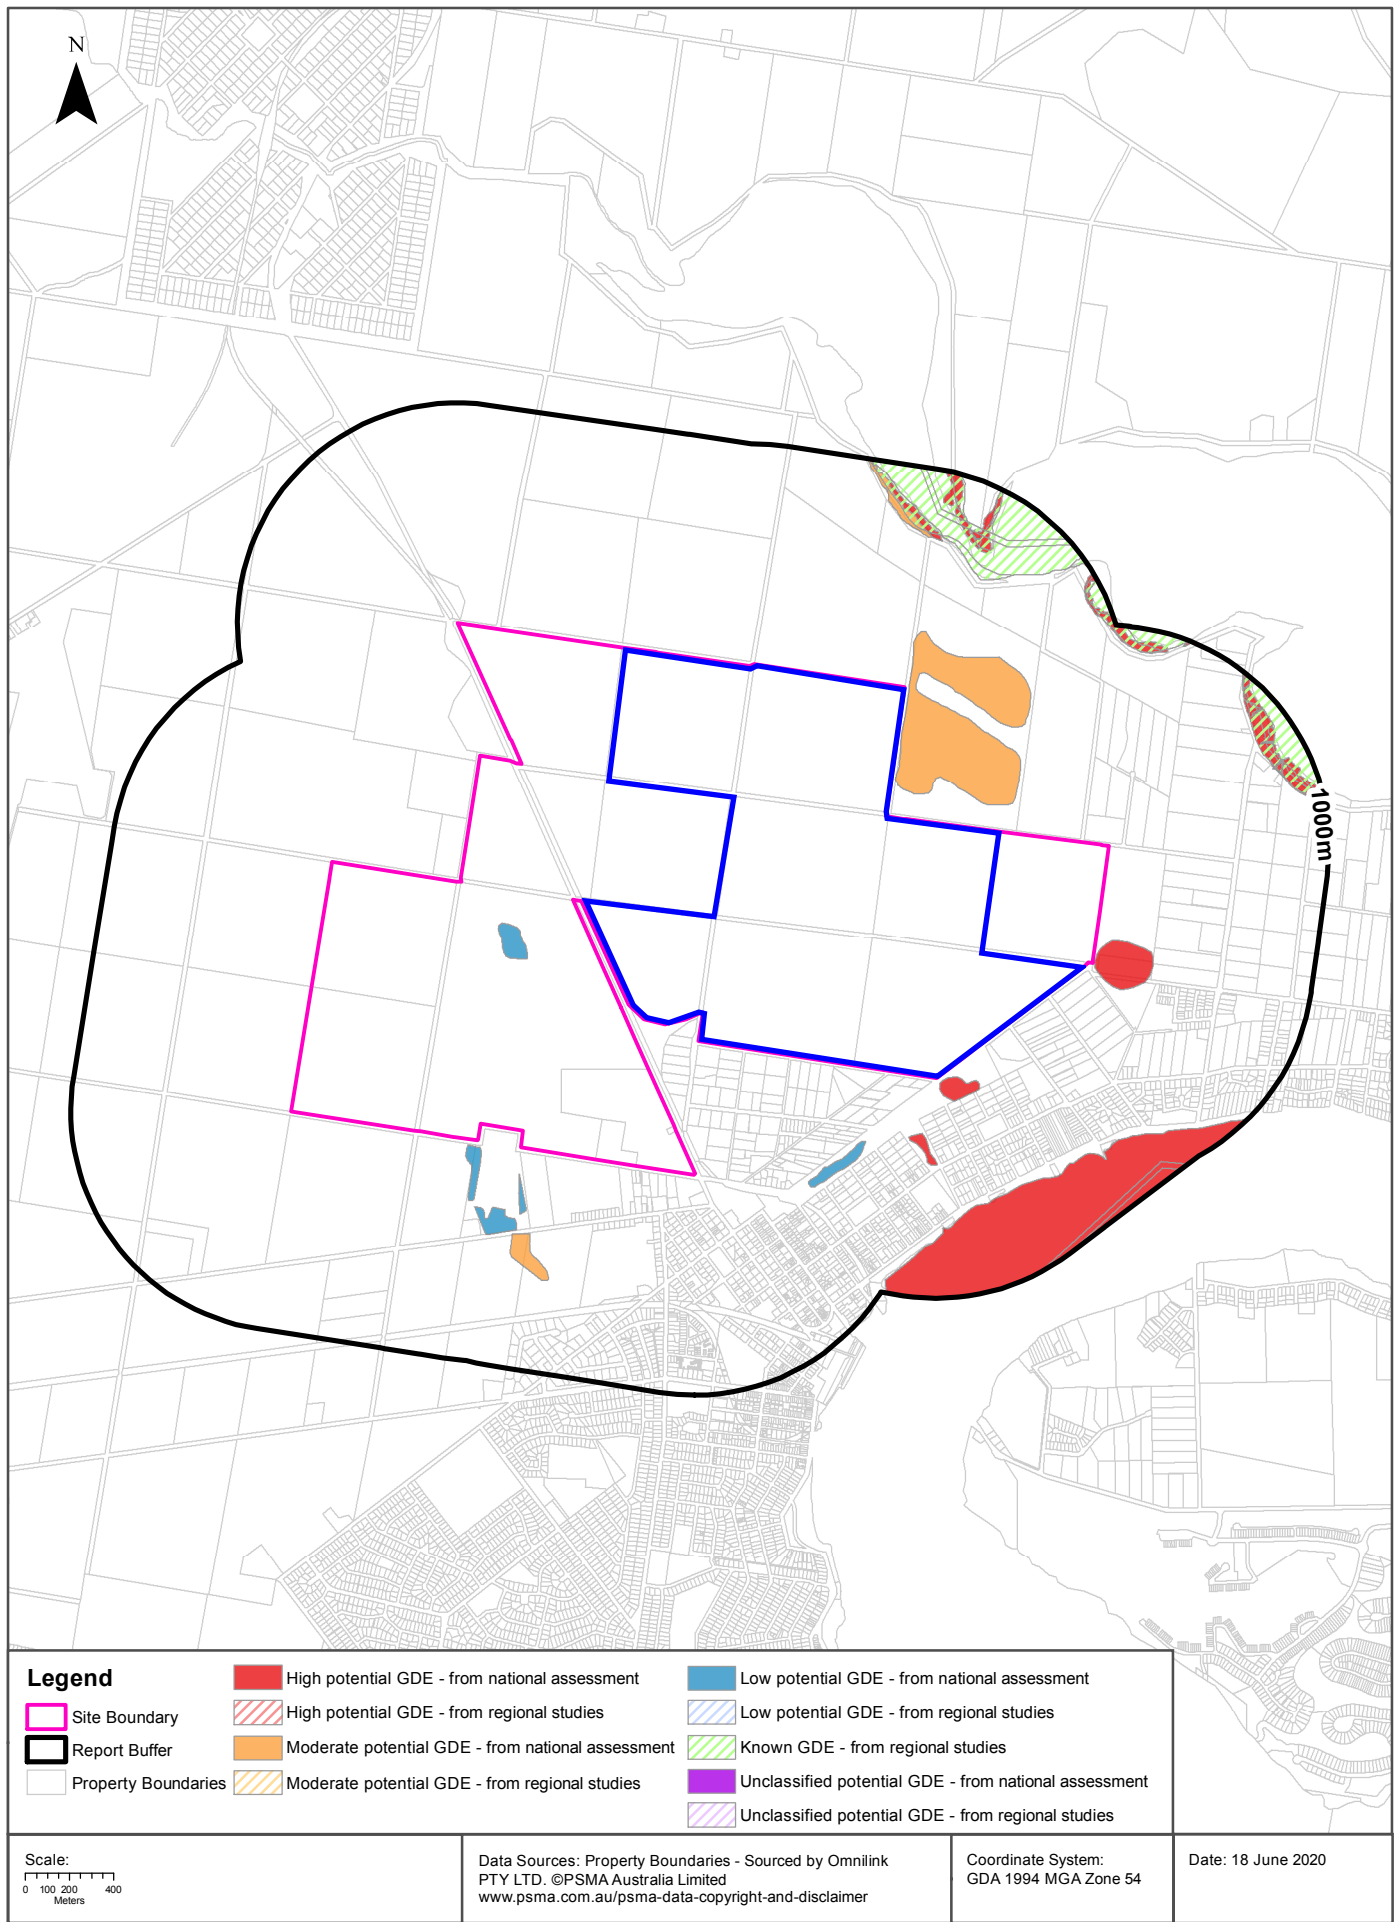 N
1000m
Legend
Site Boundary
Report Buffer
Property Boundaries
High potential GDE - from national assessment
High potential GDE - from regional studies
Moderate potential GDE - from national assessment
Moderate potential GDE - from regional studies
Low potential GDE - from national assessment
Low potential GDE - from regional studies
Known GDE - from regional studies
Unclassified potential GDE - from national assessment
Unclassified potential GDE - from regional studies
Scale:
0 100 200 400
Meters
Data Sources: Property Boundaries - Sourced by Omnilink
PTY LTD. ©PSMA Australia Limited
www.psma.com.au/psma-data-copyright-and-disclaimer
Coordinate System:
GDA 1994 MGA Zone 54
Date: 18 June 2020